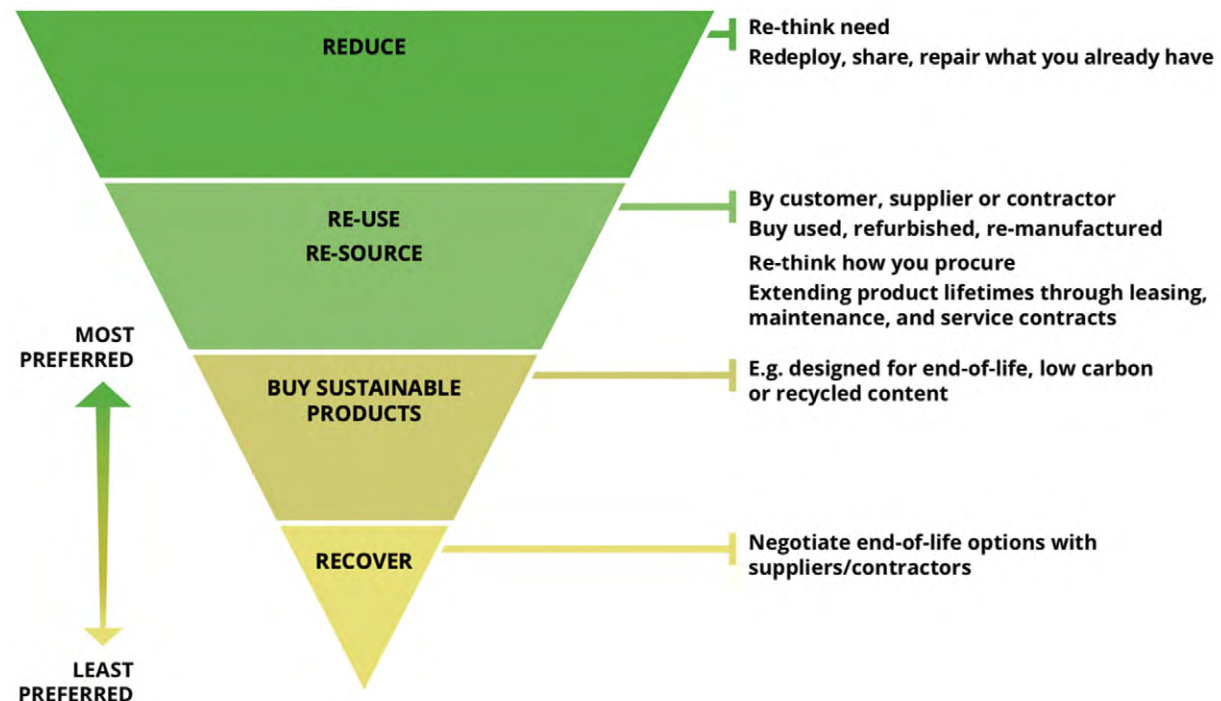 REDUCE
Re-think need
Redeploy, share, repair what you already have
RE-USE
RE-SOURCE
By customer, supplier or contractor
Buy used, refurbished, re-manufactured
Re-think how you procure
Extending product lifetimes through leasing,
maintenance, and service contracts
MOST
PREFERRED
BUY SUSTAINABLE
PRODUCTS
E.g. designed for end-of-life, low carbon
or recycled content
RECOVER
Negotiate end-of-life options with
suppliers/contractors
LEAST
PREFERRED